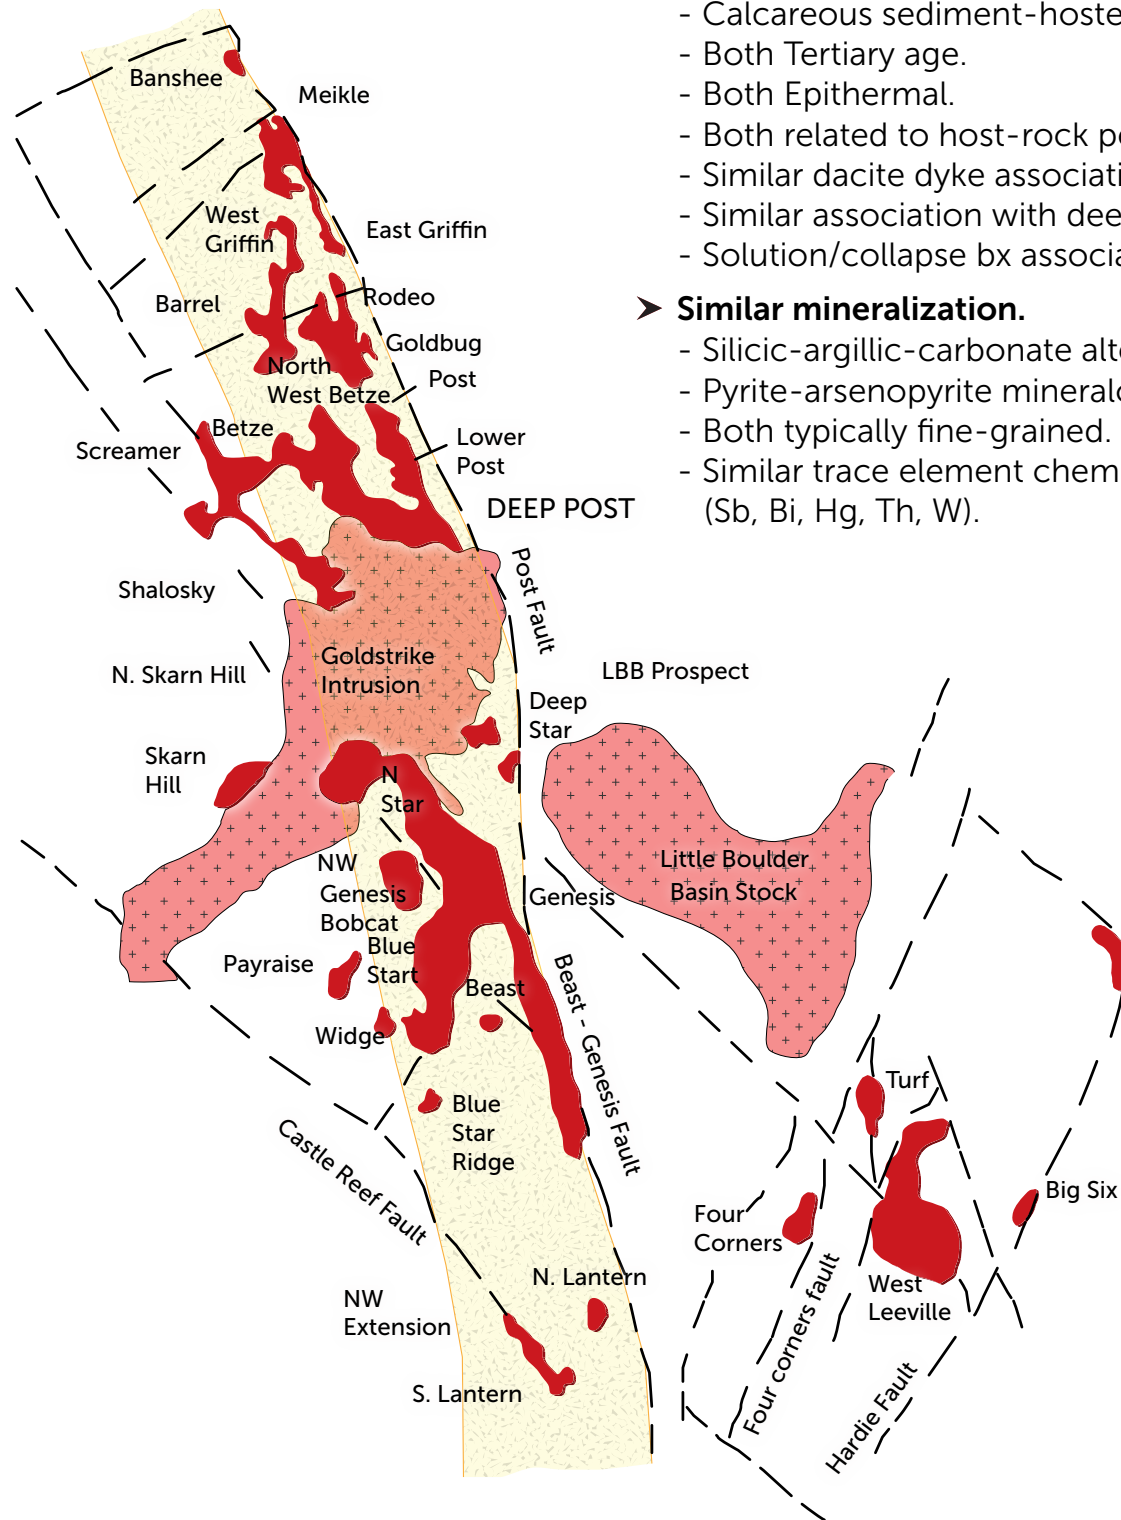 - Calcareous sediment-hoste
- Both Tertiary age.
- Both Epithermal.
- Both related to host-rock p
- Similar dacite dyke associati
- Similar association with dee
- Solution/collapse bx associa
➤ Similar mineralization.
- Silicic-argillic-carbonate alt
- Pyrite-arsenopyrite mineral
- Both typically fine-grained.
- Similar trace element chem
(Sb, Bi, Hg, Th, W).
Banshee
Meikle
West
Griffin
East Griffin
Barrel
Rodeo
Goldbug
North
West Betze
Post
Betze
Screamer
Lower
Post
DEEP POST
Post Fault
Shalosky
Goldstrike
Intrusion
N. Skarn Hill
LBB Prospect
Deep
Star
Skarn
Hill
N
Star
Little Boulder
Basin Stock
NW
Genesis
Bobcat
Genesis
Blue
Start
Payraise
Beast
Beast - Genesis Fault
Widge
Blue
Star
Ridge
Turf
Castle Reef Fault
Big Six
Four
Corners
N. Lantern
West
Leeville
NW
Extension
Four corners fault
S. Lantern
Hardie Fault